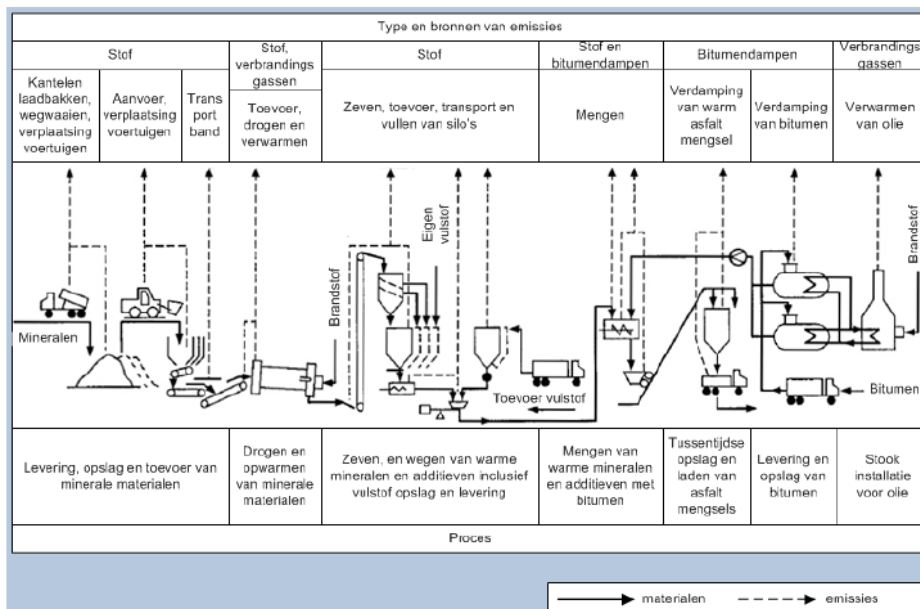 Type en bronnen van emissies
Stof
Stof,
verbrandings
gassen
Stof
Stof en
bitumendampen
Bitumendampen
Verbrandings
gassen
Kantelen
laadbakken,
wegwaaien,
verplaatsing
voertuigen
Aanvoer,
verplaatsing
voertuigen
Trans
port
band
Toevoer,
drogen en
verwarmen
Zeven, toevoer, transport en
vullen van silo's
Mengen
Verdamping
van warm
asfalt
mengsel
Verdamping
van bitumen
Verwarmen
van olie
Eigen
vulstof
Brandstof
Brandstof
Mineralen
Toevoer vulstof
Bitumen
Levering, opslag en toevoer van
minerale materialen
Drogen en
opwarmen
van minerale
materialen
Zeven, en wegen van warme
mineralen en additieven inclusief
vulstof opslag en levering
Mengen van
warme mineralen
en additieven met
bitumen
Tussentijdse
opslag en
laden van
asfalt
mengsels
Levering en
opslag van
bitumen
Stook
installatie
voor olie
Proces
materialen
emissies